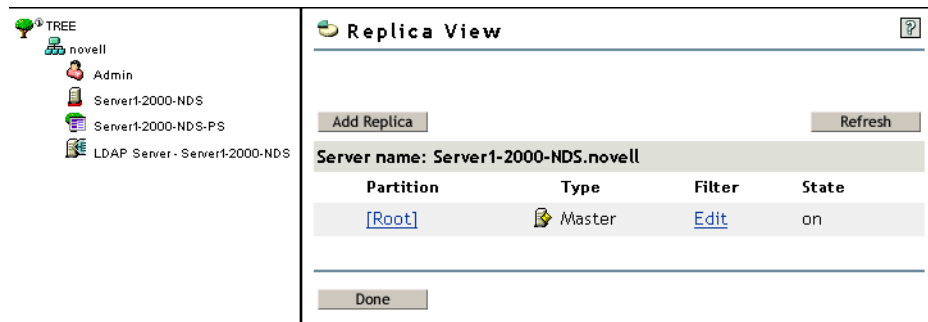 TREE
novell
Admin
Server1-2000-NDS
Server1-2000-NDS-PS
LDAP Server - Server1-2000-NDS
Replica View
?
Add Replica
Refresh
Server name: Server1-2000-NDS.novell
Partition Type Filter State
[Root] Master Edit on
Done